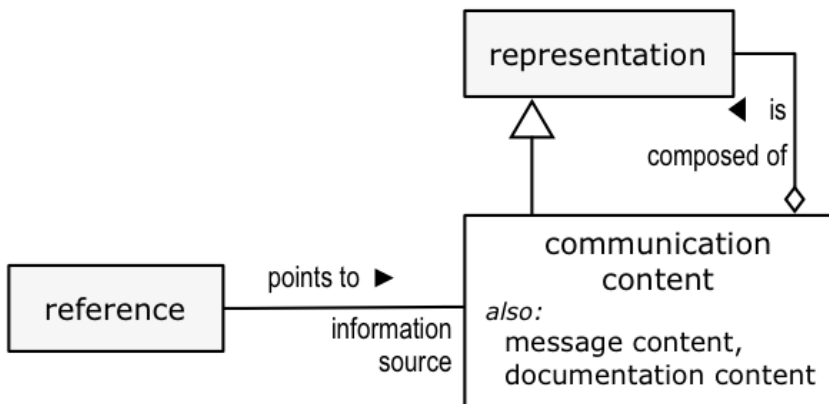 representation
◀ is
composed of
communication
content
also:
message content,
documentation content
reference
points to ▶
information
source